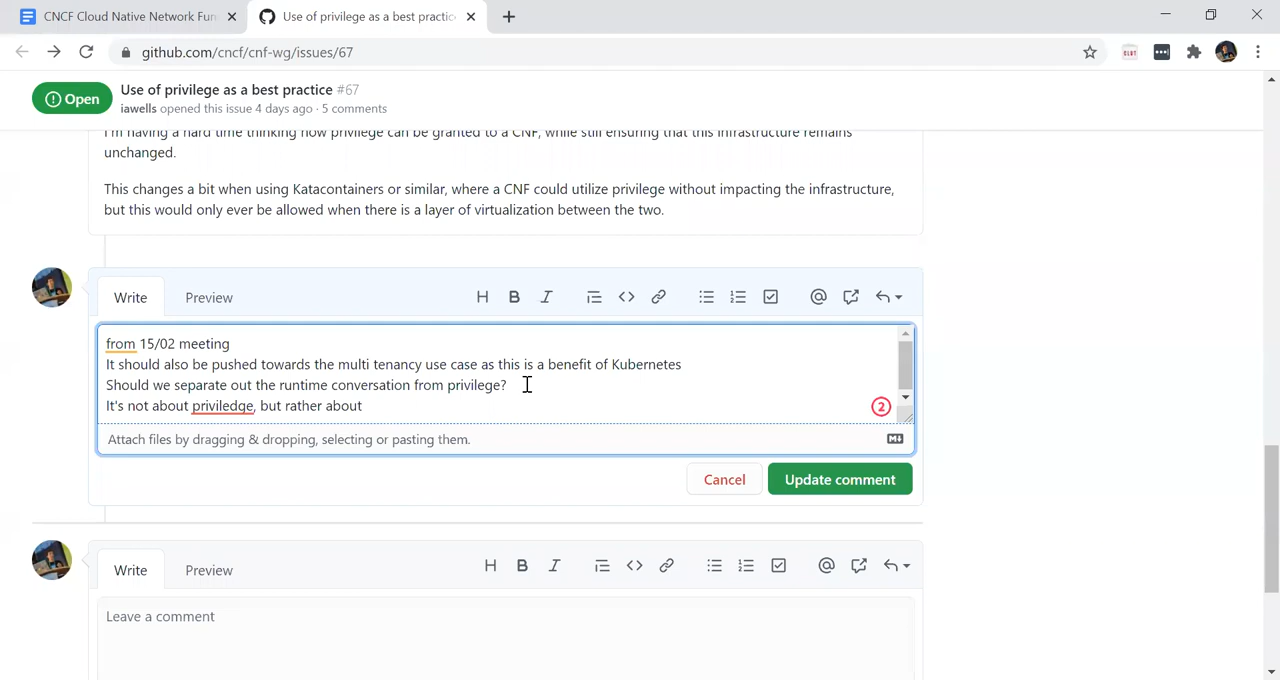 CNCF Cloud Native Network Fun
Use of privilege as a best practic
github.com/cncf/cnf-wg/issues/67
Open
Use of privilege as a best practice #67
iawells opened this issue 4 days ago · 5 comments
I'm having a hard time thinking how privilege can be granted to a CNF, while still ensuring that this infrastructure remains
unchanged.
This changes a bit when using Katacontainers or similar, where a CNF could utilize privilege without impacting the infrastructure,
but this would only ever be allowed when there is a layer of virtualization between the two.
Write
Preview
from 15/02 meeting
It should also be pushed towards the multi tenancy use case as this is a benefit of Kubernetes
Should we separate out the runtime conversation from privilege?
It's not about priviledge, but rather about
2
Attach files by dragging & dropping, selecting or pasting them.
Cancel
Update comment
Write
Preview
Leave a comment